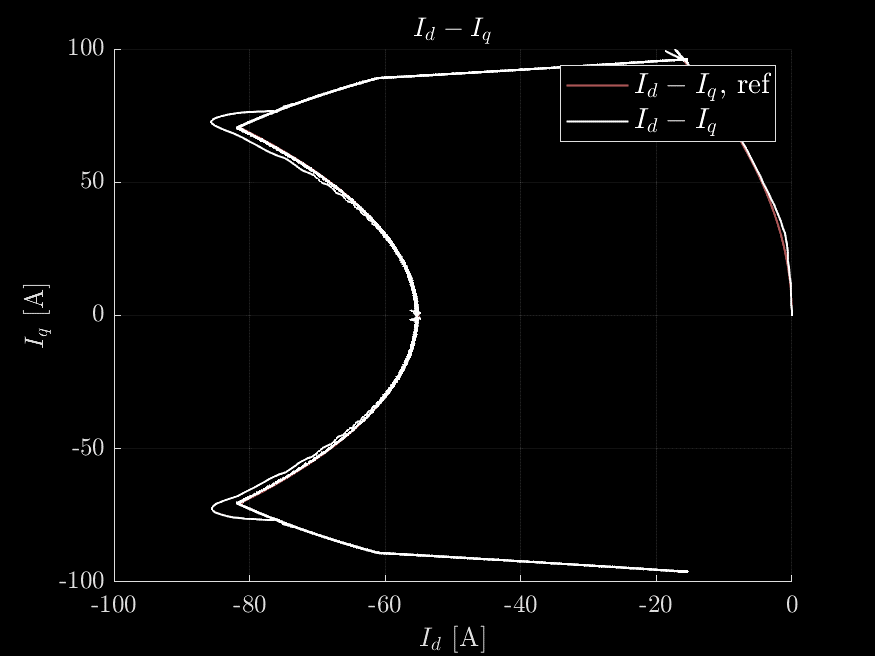 I_d − I_q
100
I_d − I_q, ref
I_d − I_q
50
0
-50
-100
I_q [A]
-100 -80 -60 -40 -20 0
I_d [A]